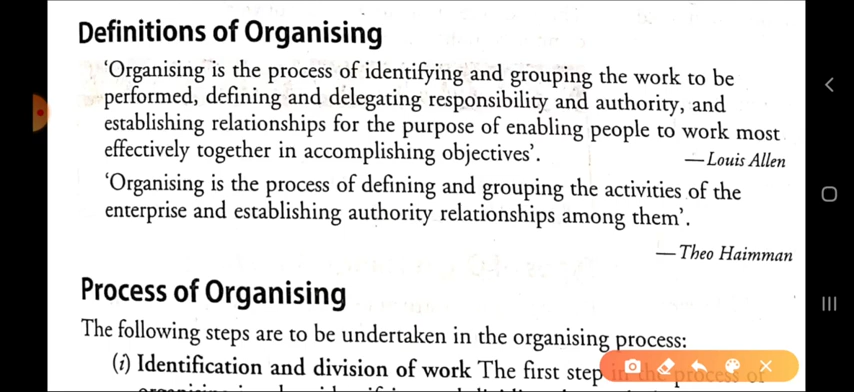 Definitions of Organising
‘Organising is the process of identifying and grouping the work to be
performed, defining and delegating responsibility and authority, and
establishing relationships for the purpose of enabling people to work most
effectively together in accomplishing objectives’.
—Louis Allen
‘Organising is the process of defining and grouping the activities of the
enterprise and establishing authority relationships among them’.
—Theo Haimman
Process of Organising
The following steps are to be undertaken in the organising process:
(i) Identification and division of work The first step in the process of